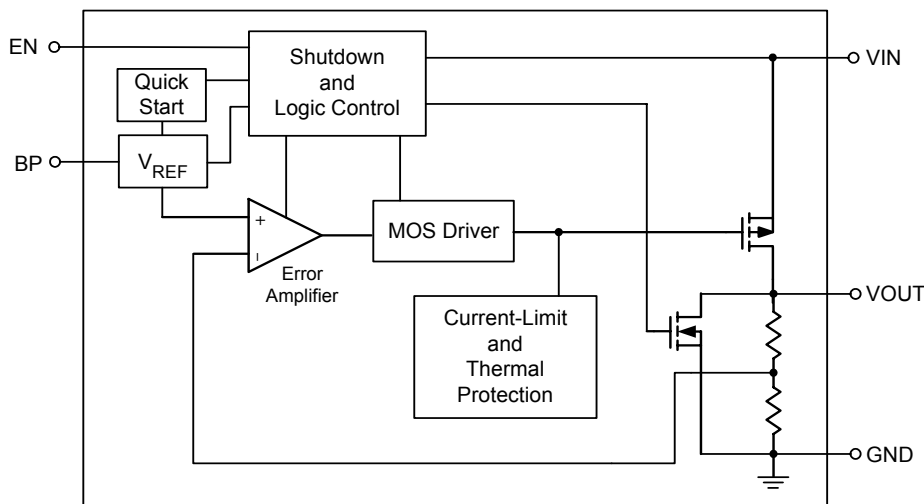 EN
Shutdown
and
Logic Control
VIN
Quick
Start
BP
VREF
+
-
Error
Amplifier
MOS Driver
VOUT
Current-Limit
and
Thermal
Protection
GND